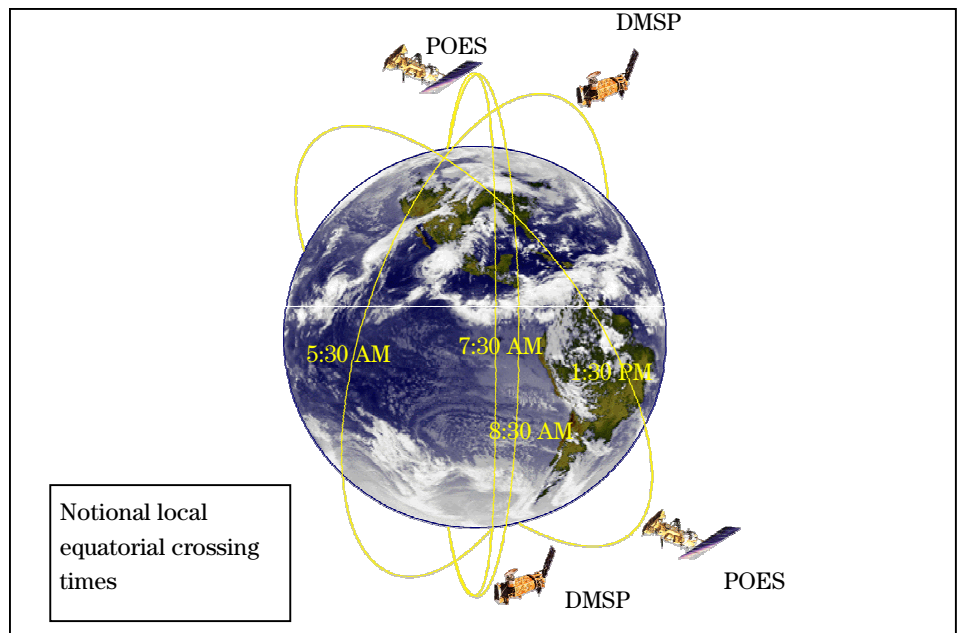 DMSP
POES
5:30 AM
7:30 AM
1:30 PM
8:30 AM
Notional local
equatorial crossing
times
POES
DMSP